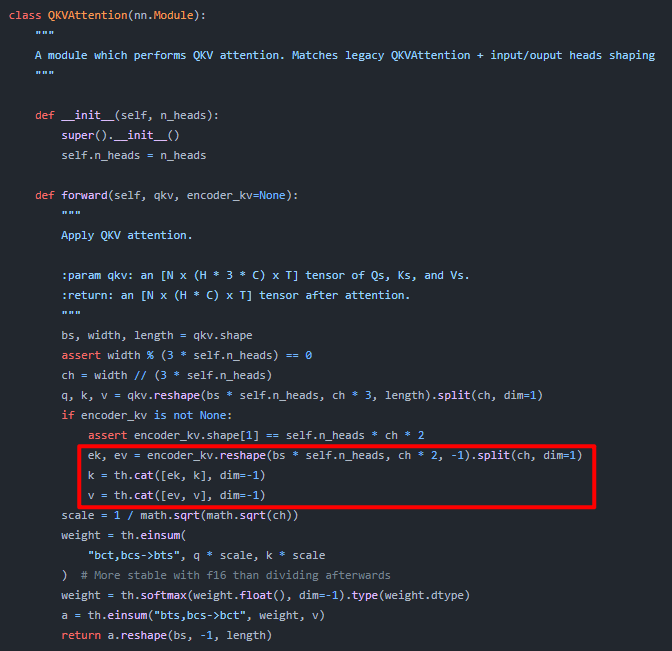 class QKVAttention(nn.Module):
"""
A module which performs QKV attention. Matches legacy QKVAttention + input/ouput heads shaping
"""
def __init__(self, n_heads):
super().__init__()
self.n_heads = n_heads
def forward(self, qkv, encoder_kv=None):
"""
Apply QKV attention.
:param qkv: an [N x (H * 3 * C) x T] tensor of Qs, Ks, and Vs.
:return: an [N x (H * C) x T] tensor after attention.
"""
bs, width, length = qkv.shape
assert width % (3 * self.n_heads) == 0
ch = width // (3 * self.n_heads)
q, k, v = qkv.reshape(bs * self.n_heads, ch * 3, length).split(ch, dim=1)
if encoder_kv is not None:
assert encoder_kv.shape[1] == self.n_heads * ch * 2
ek, ev = encoder_kv.reshape(bs * self.n_heads, ch * 2, -1).split(ch, dim=1)
k = th.cat([ek, k], dim=-1)
v = th.cat([ev, v], dim=-1)
scale = 1 / math.sqrt(math.sqrt(ch))
weight = th.einsum(
"bct,bcs->bts", q * scale, k * scale
)  # More stable with f16 than dividing afterwards
weight = th.softmax(weight.float(), dim=-1).type(weight.dtype)
a = th.einsum("bts,bcs->bct", weight, v)
return a.reshape(bs, -1, length)